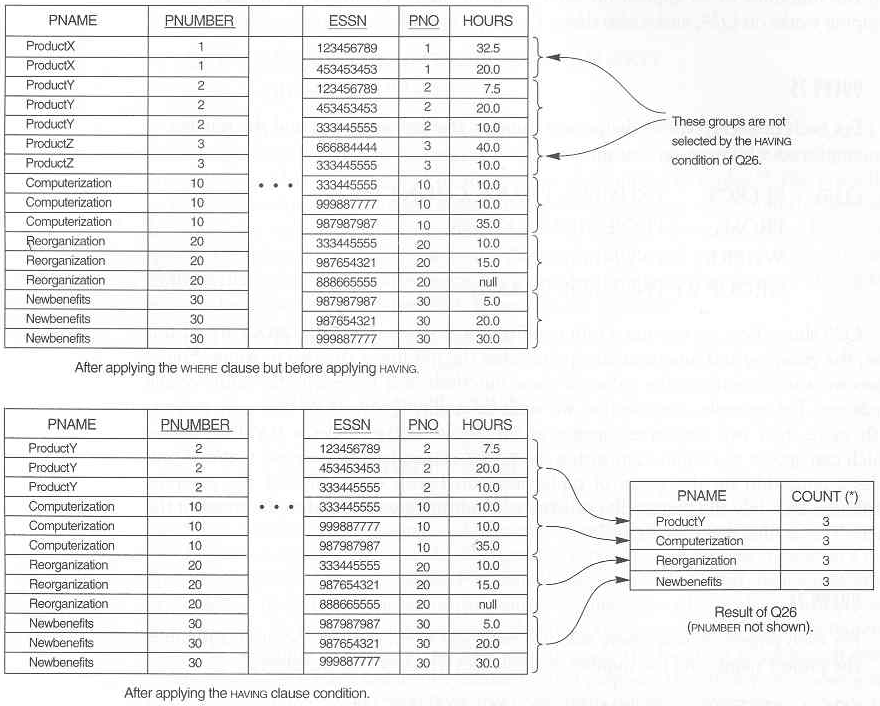 PNAME PNUMBER ESSN PNO HOURS
ProductX 1 123456789 1 32.5
ProductX 1 453453453 1 20.0
ProductY 2 123456789 2 7.5
ProductY 2 453453453 2 20.0
ProductY 2 333445555 2 10.0
ProductZ 3 666884444 3 40.0
ProductZ 3 333445555 3 10.0
Computerization 10 • • • 333445555 10 10.0
Computerization 10 999887777 10 10.0
Computerization 10 987987987 10 35.0
Reorganization 20 333445555 20 10.0
Reorganization 20 987654321 20 15.0
Reorganization 20 888665555 20 null
Newbenefits 30 987987987 30 5.0
Newbenefits 30 987654321 30 20.0
Newbenefits 30 999887777 30 30.0
These groups are not
selected by the HAVING
condition of Q26.
After applying the WHERE clause but before applying HAVING.
PNAME PNUMBER ESSN PNO HOURS
ProductY 2 123456789 2 7.5
ProductY 2 453453453 2 20.0
ProductY 2 333445555 2 10.0
Computerization 10 • • • 333445555 10 10.0
Computerization 10 999887777 10 10.0
Computerization 10 987987987 10 35.0
Reorganization 20 333445555 20 10.0
Reorganization 20 987654321 20 15.0
Reorganization 20 888665555 20 null
Newbenefits 30 987987987 30 5.0
Newbenefits 30 987654321 30 20.0
Newbenefits 30 999887777 30 30.0
PNAME COUNT (*)
ProductY 3
Computerization 3
Reorganization 3
Newbenefits 3
Result of Q26
(PNUMBER not shown).
After applying the HAVING clause condition.